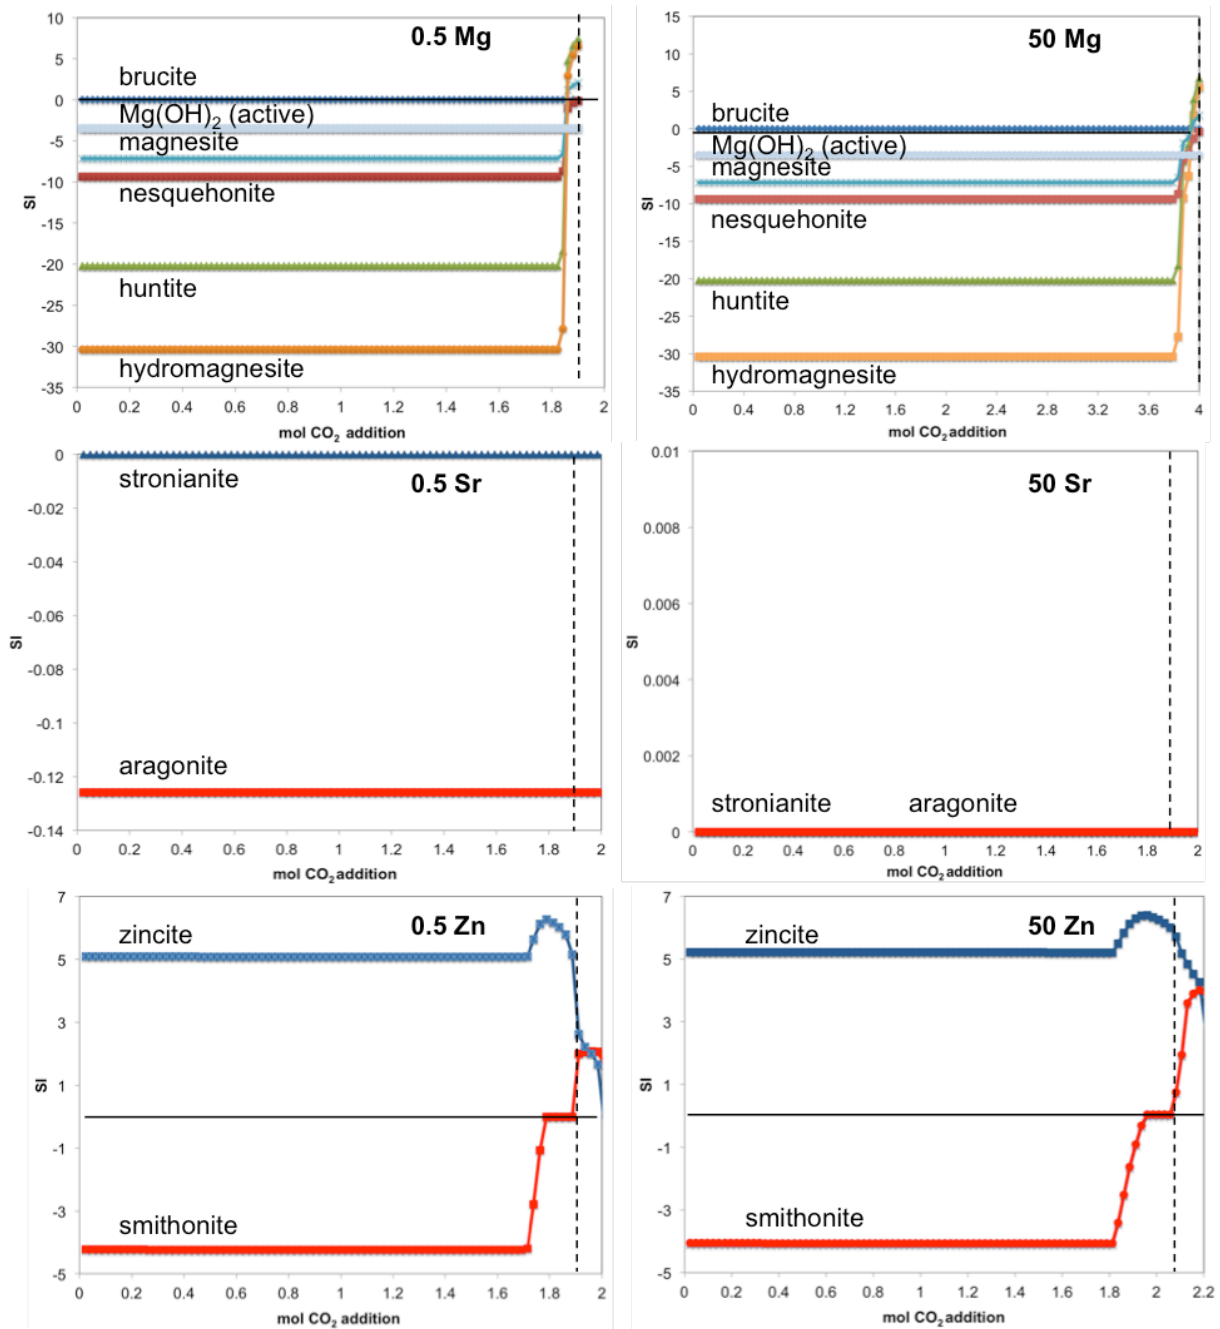 0.5 Mg
10
5
0
-5
-10
-15
-20
-25
-30
-35
SI
brucite
Mg(OH)2 (active)
magnesite
nesquehonite
huntite
hydromagnesite
0 0.2 0.4 0.6 0.8 1 1.2 1.4 1.6 1.8 2
mol CO2 addition
50 Mg
15
10
5
0
-5
-10
-15
-20
-25
-30
-35
SI
brucite
Mg(OH)2 (active)
magnesite
nesquehonite
huntite
hydromagnesite
0 0.4 0.8 1.2 1.6 2 2.4 2.8 3.2 3.6 4
mol CO2 addition
0.5 Sr
0
-0.02
-0.04
-0.06
-0.08
-0.1
-0.12
-0.14
SI
stronianite
aragonite
0 0.2 0.4 0.6 0.8 1 1.2 1.4 1.6 1.8 2
mol CO2 addition
50 Sr
0.01
0.008
0.006
0.004
0.002
0
SI
stronianite aragonite
0 0.2 0.4 0.6 0.8 1 1.2 1.4 1.6 1.8 2
mol CO2 addition
0.5 Zn
7
5
3
1
-1
-3
-5
SI
zincite
smithonite
0 0.2 0.4 0.6 0.8 1 1.2 1.4 1.6 1.8 2
mol CO2 addition
50 Zn
7
5
3
1
-1
-3
-5
SI
zincite
smithonite
0 0.2 0.4 0.6 0.8 1 1.2 1.4 1.6 1.8 2 2.2
mol CO2 addition